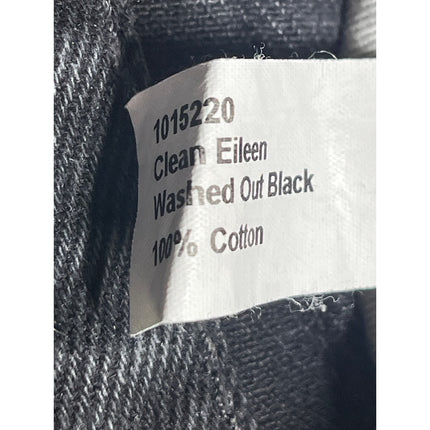 1015220
Clean Eileen
Washed Out Black
100% Cotton